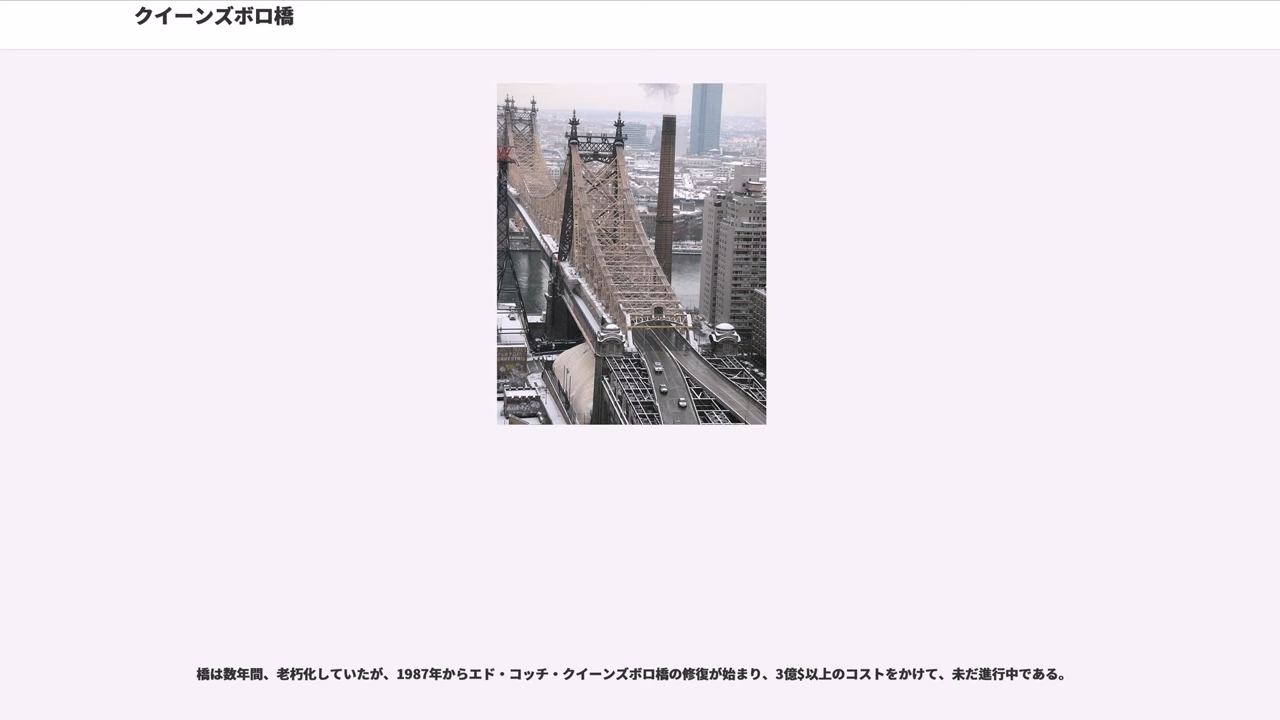 クイーンズボロ橋
橋は数年間、老朽化していたが、1987年からエド・コッチ・クイーンズボロ橋の修復が始まり、3億$以上のコストをかけて、未だ進行中である。